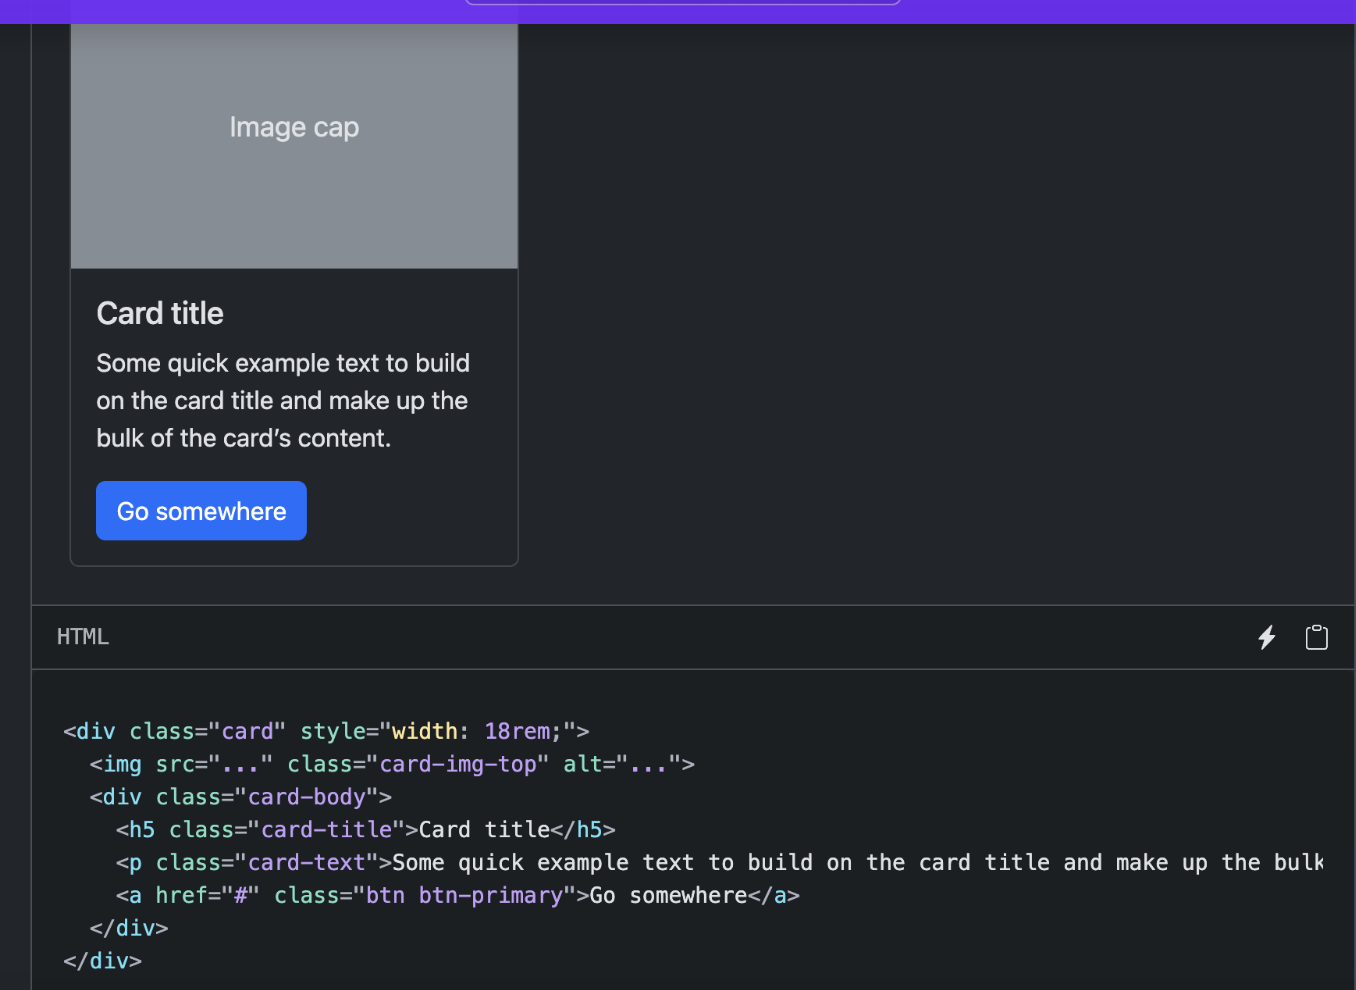 Image cap
Card title
Some quick example text to build
on the card title and make up the
bulk of the card’s content.
Go somewhere
HTML
<div class="card" style="width: 18rem;">
  <img src="..." class="card-img-top" alt="...">
  <div class="card-body">
    <h5 class="card-title">Card title</h5>
    <p class="card-text">Some quick example text to build on the card title and make up the bulk
    <a href="#" class="btn btn-primary">Go somewhere</a>
  </div>
</div>